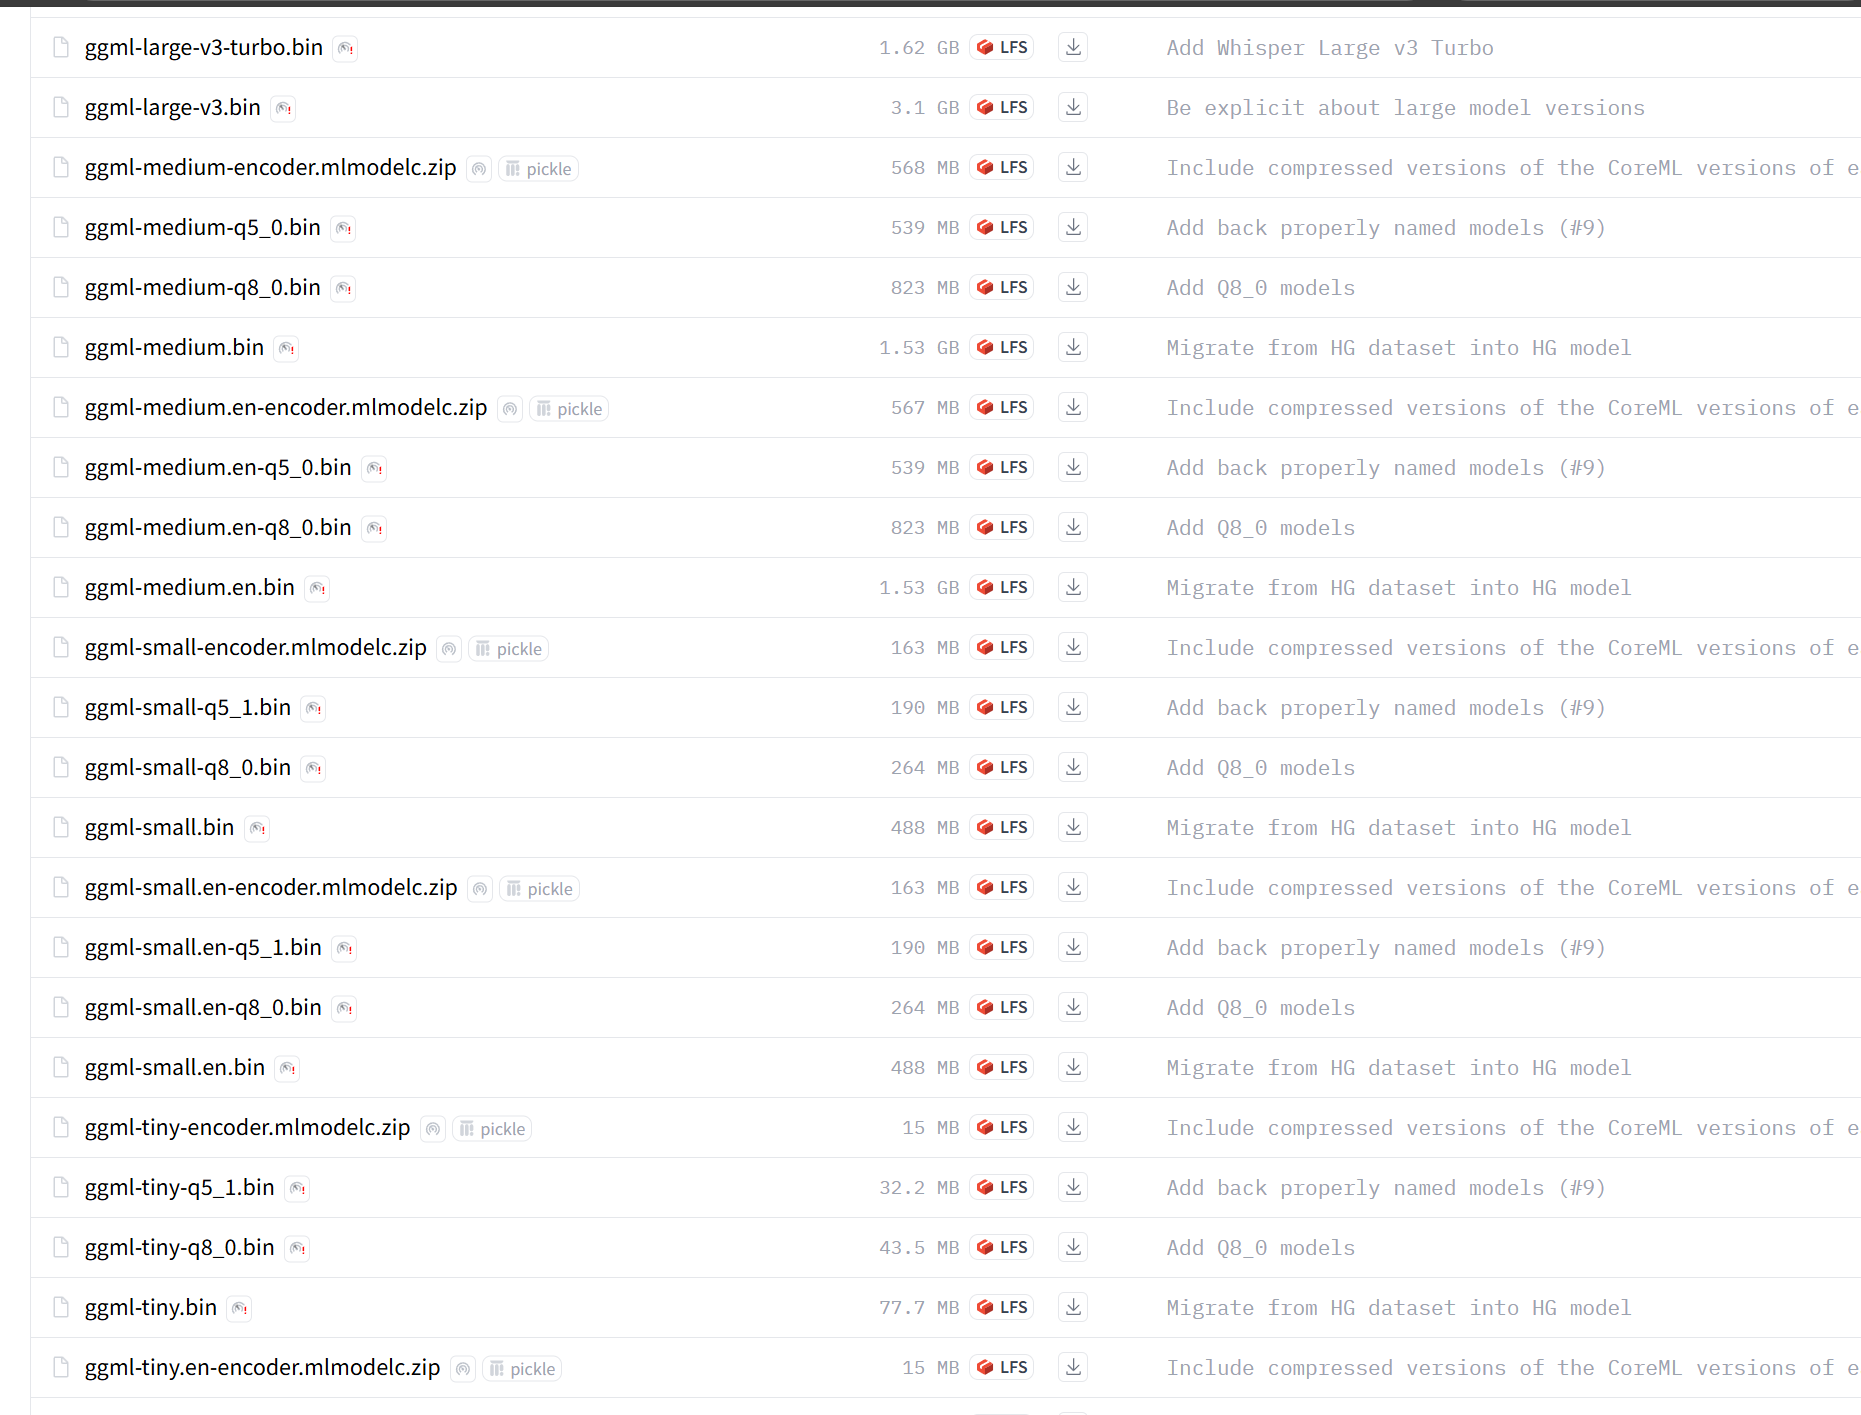 ggml-large-v3-turbo.bin 1.62 GB LFS Add Whisper Large v3 Turbo
ggml-large-v3.bin 3.1 GB LFS Be explicit about large model versions
ggml-medium-encoder.mlmodelc.zip pickle 568 MB LFS Include compressed versions of the CoreML versions of e
ggml-medium-q5_0.bin 539 MB LFS Add back properly named models (#9)
ggml-medium-q8_0.bin 823 MB LFS Add Q8_0 models
ggml-medium.bin 1.53 GB LFS Migrate from HG dataset into HG model
ggml-medium.en-encoder.mlmodelc.zip pickle 567 MB LFS Include compressed versions of the CoreML versions of e
ggml-medium.en-q5_0.bin 539 MB LFS Add back properly named models (#9)
ggml-medium.en-q8_0.bin 823 MB LFS Add Q8_0 models
ggml-medium.en.bin 1.53 GB LFS Migrate from HG dataset into HG model
ggml-small-encoder.mlmodelc.zip pickle 163 MB LFS Include compressed versions of the CoreML versions of e
ggml-small-q5_1.bin 190 MB LFS Add back properly named models (#9)
ggml-small-q8_0.bin 264 MB LFS Add Q8_0 models
ggml-small.bin 488 MB LFS Migrate from HG dataset into HG model
ggml-small.en-encoder.mlmodelc.zip pickle 163 MB LFS Include compressed versions of the CoreML versions of e
ggml-small.en-q5_1.bin 190 MB LFS Add back properly named models (#9)
ggml-small.en-q8_0.bin 264 MB LFS Add Q8_0 models
ggml-small.en.bin 488 MB LFS Migrate from HG dataset into HG model
ggml-tiny-encoder.mlmodelc.zip pickle 15 MB LFS Include compressed versions of the CoreML versions of e
ggml-tiny-q5_1.bin 32.2 MB LFS Add back properly named models (#9)
ggml-tiny-q8_0.bin 43.5 MB LFS Add Q8_0 models
ggml-tiny.bin 77.7 MB LFS Migrate from HG dataset into HG model
ggml-tiny.en-encoder.mlmodelc.zip pickle 15 MB LFS Include compressed versions of the CoreML versions of e